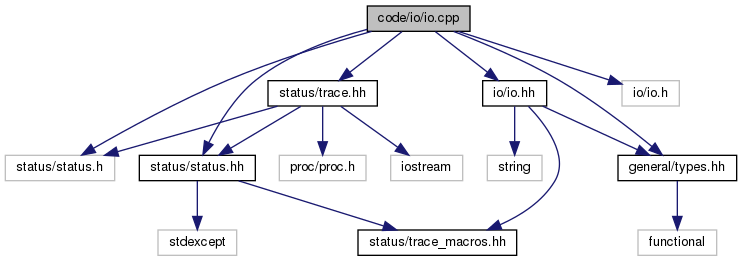 code/io/io.cpp
status/trace.hh
io/io.hh
io/io.h
status/status.h
status/status.hh
proc/proc.h
iostream
string
general/types.hh
stdexcept
status/trace_macros.hh
functional